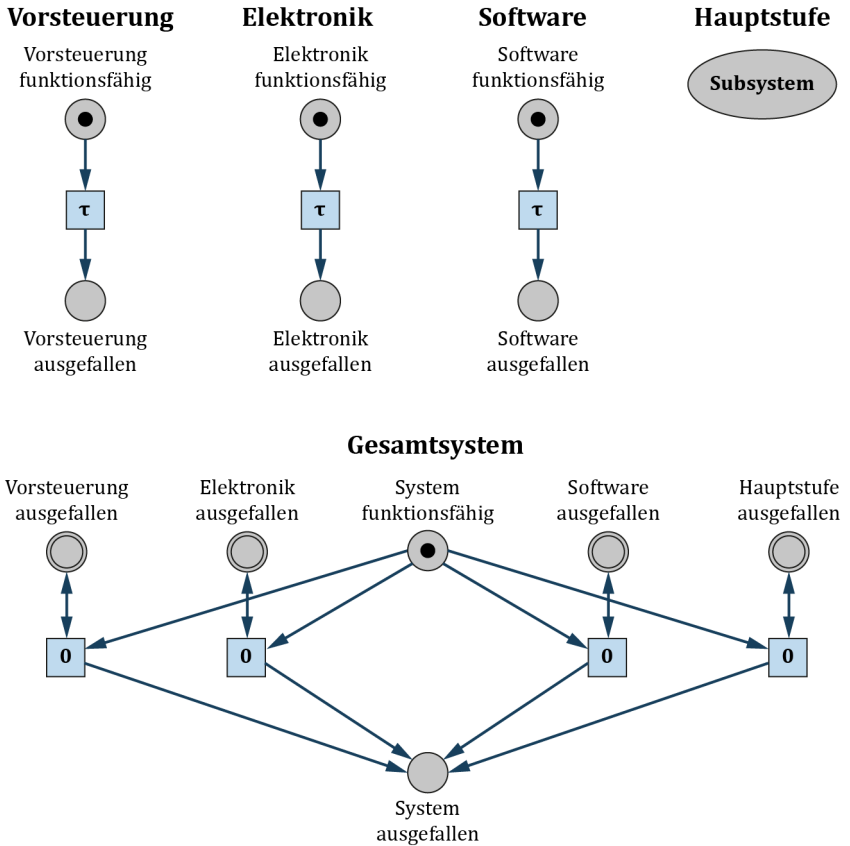 Vorsteuerung
Elektronik
Software
Hauptstufe
Vorsteuerung
funktionsfähig
Elektronik
funktionsfähig
Software
funktionsfähig
Subsystem
τ
τ
τ
Vorsteuerung
ausgefallen
Elektronik
ausgefallen
Software
ausgefallen
Gesamtsystem
Vorsteuerung
ausgefallen
Elektronik
ausgefallen
System
funktionsfähig
Software
ausgefallen
Hauptstufe
ausgefallen
0
0
0
0
System
ausgefallen